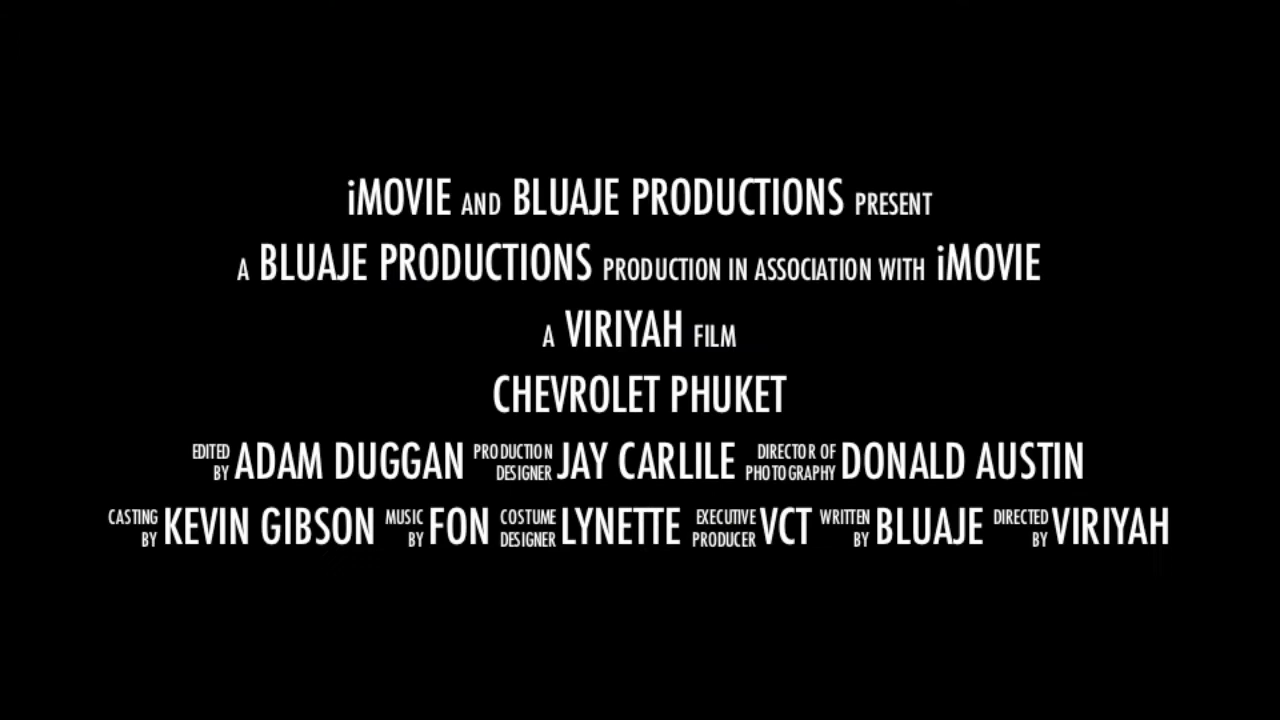 iMOVIE AND BLUAJE PRODUCTIONS PRESENT
A BLUAJE PRODUCTIONS PRODUCTION IN ASSOCIATION WITH iMOVIE
A VIRIYAH FILM
CHEVROLET PHUKET
EDITED BY ADAM DUGGAN PRODUCTION DESIGNER JAY CARLILE DIRECTOR OF PHOTOGRAPHY DONALD AUSTIN
CASTING BY KEVIN GIBSON MUSIC BY FON COSTUME DESIGNER LYNETTE EXECUTIVE PRODUCER VCT WRITTEN BY BLUAJE DIRECTED BY VIRIYAH